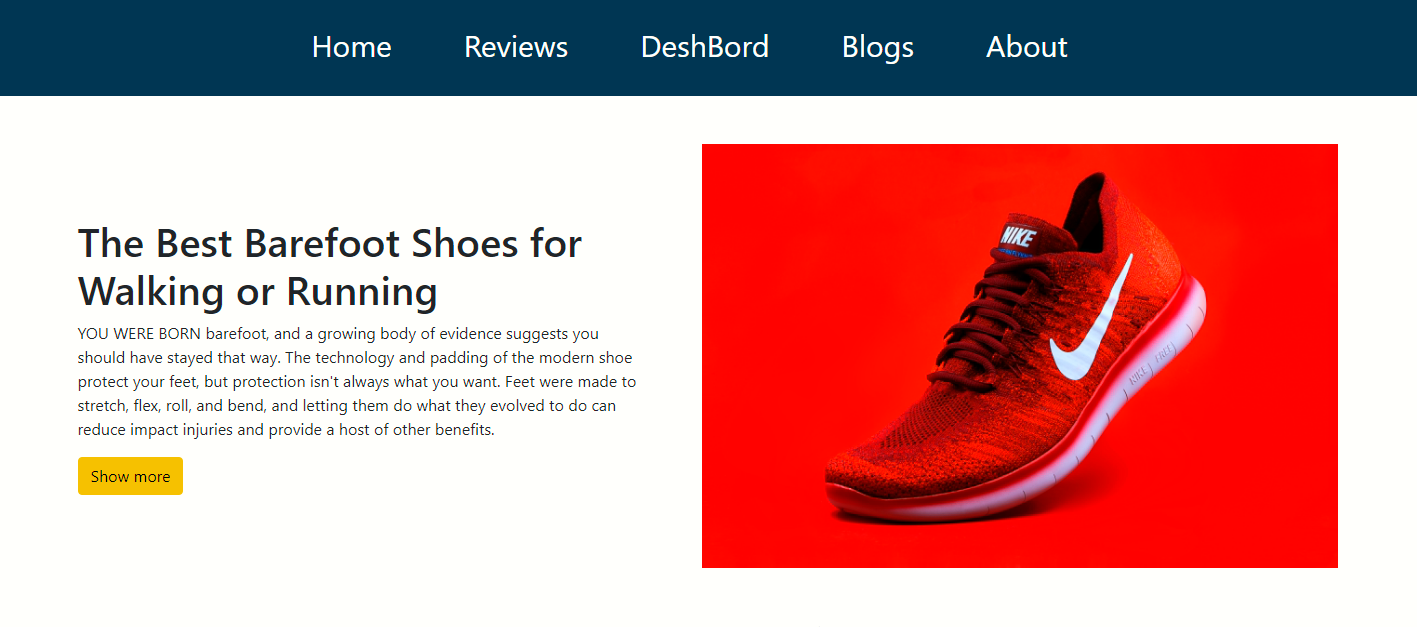 Home Reviews DeshBord Blogs About
The Best Barefoot Shoes for
Walking or Running
YOU WERE BORN barefoot, and a growing body of evidence suggests you
should have stayed that way. The technology and padding of the modern shoe
protect your feet, but protection isn't always what you want. Feet were made to
stretch, flex, roll, and bend, and letting them do what they evolved to do can
reduce impact injuries and provide a host of other benefits.
Show more
NIKE
NIKE FREE